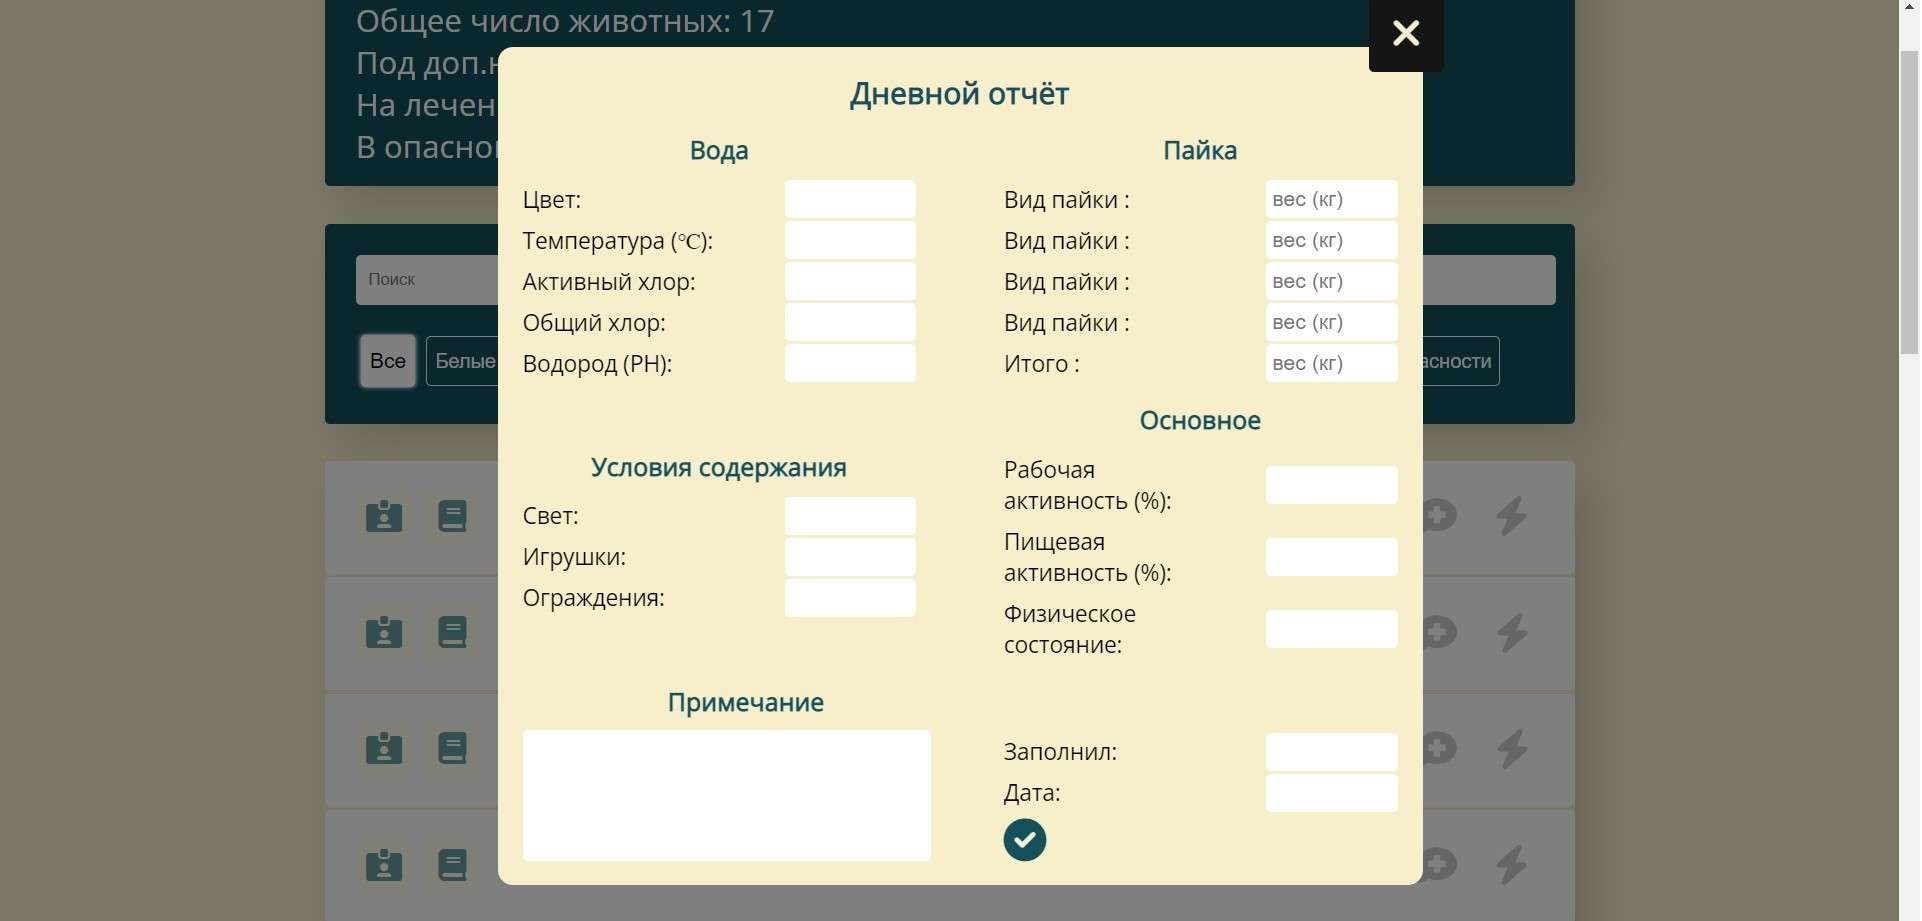 Общее число животных: 17
Под доп.
На лечен
В опасно
Поиск
Все
Белые
асности
Дневной отчёт
Вода
Цвет:
Температура (°C):
Активный хлор:
Общий хлор:
Водород (PH):
Пайка
Вид пайки : вес (кг)
Вид пайки : вес (кг)
Вид пайки : вес (кг)
Вид пайки : вес (кг)
Итого : вес (кг)
Условия содержания
Свет:
Игрушки:
Ограждения:
Основное
Рабочая
активность (%):
Пищевая
активность (%):
Физическое
состояние:
Примечание
Заполнил:
Дата: